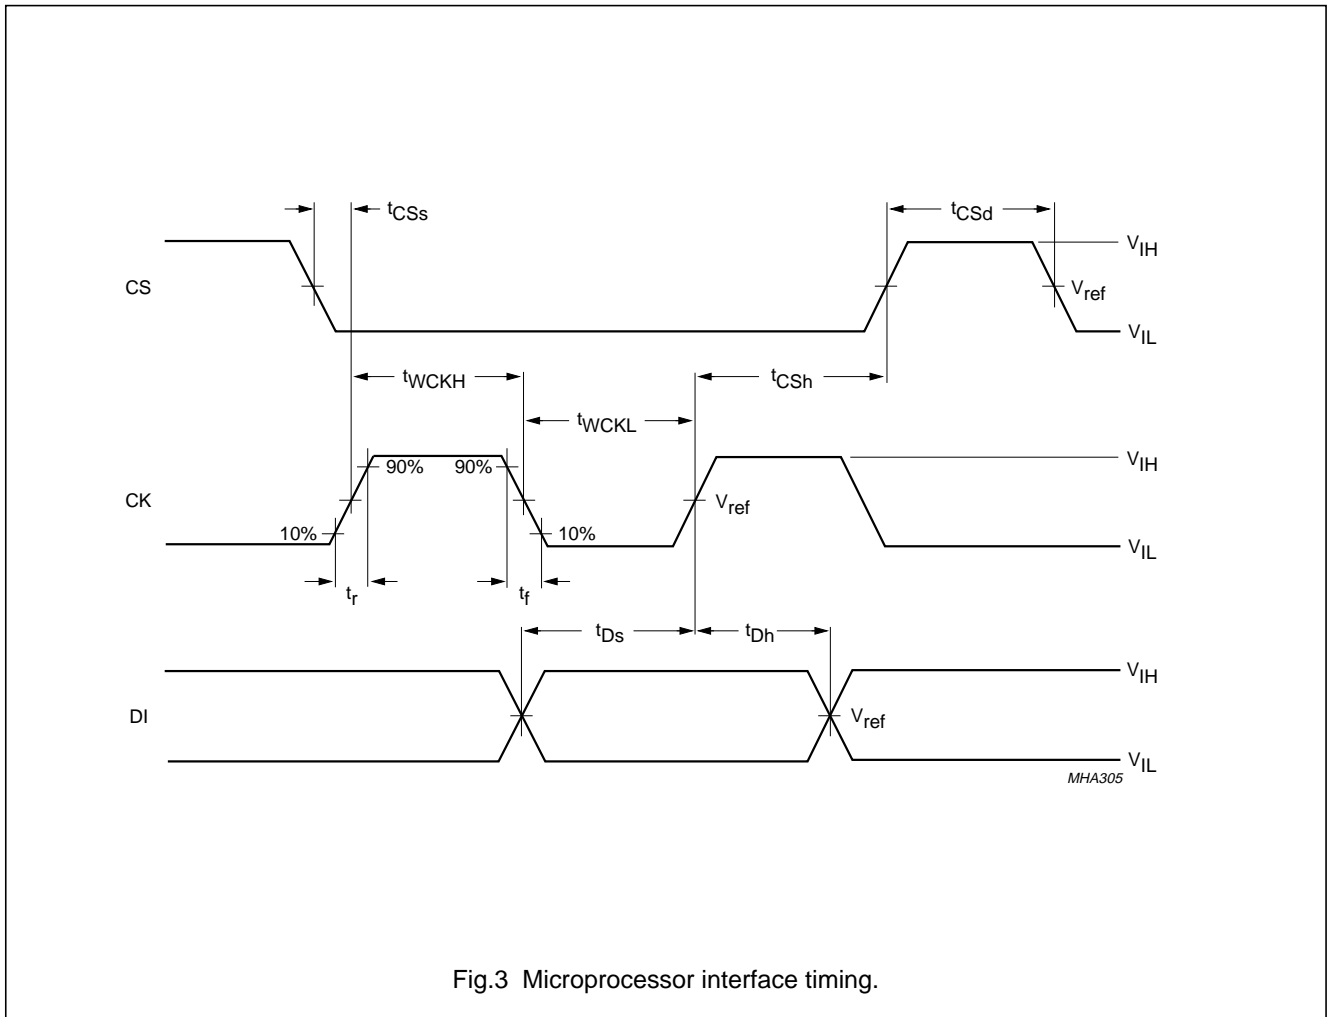 tCSs
tCSd
VIH
CS
Vref
VIL
tWCKH
tCSh
tWCKL
90% 90%
VIH
CK
Vref
10% 10%
VIL
tr tf
tDs tDh
VIH
DI
Vref
VIL
MHA305
Fig.3 Microprocessor interface timing.